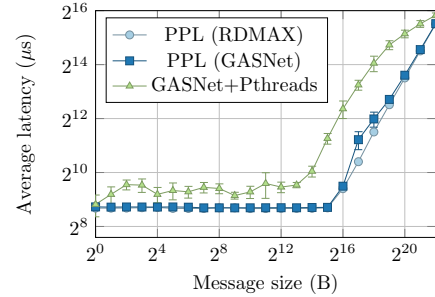 2^16
2^14
2^12
2^10
2^8
Average latency (μs)
PPL (RDMAX)
PPL (GASNet)
GASNet+Pthreads
2^0 2^4 2^8 2^12 2^16 2^20
Message size (B)